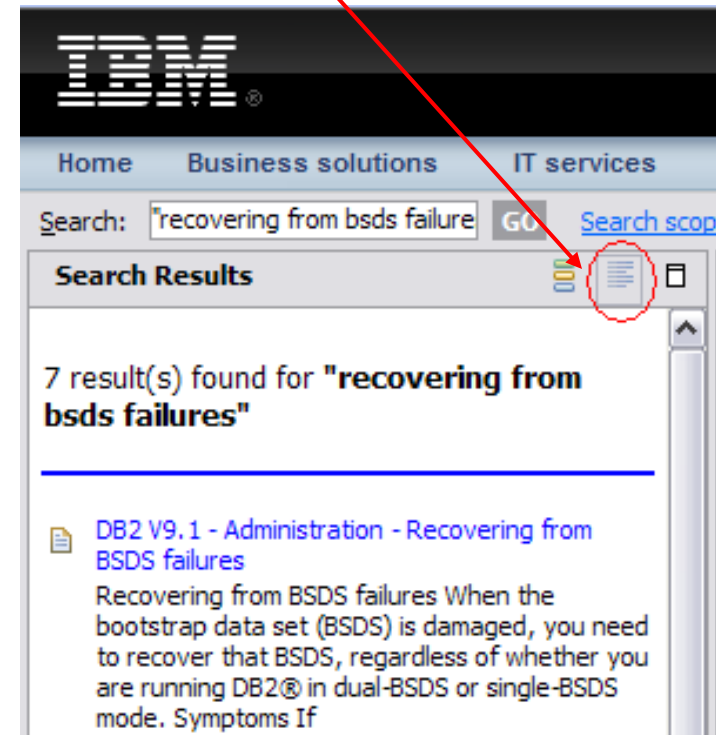 IBM®
Home Business solutions IT services
Search: "recovering from bsds failure GO Search scop
Search Results
7 result(s) found for "recovering from
bsds failures"
DB2 V9.1 - Administration - Recovering from
BSDS failures
Recovering from BSDS failures When the
bootstrap data set (BSDS) is damaged, you need
to recover that BSDS, regardless of whether you
are running DB2® in dual-BSDS or single-BSDS
mode. Symptoms If